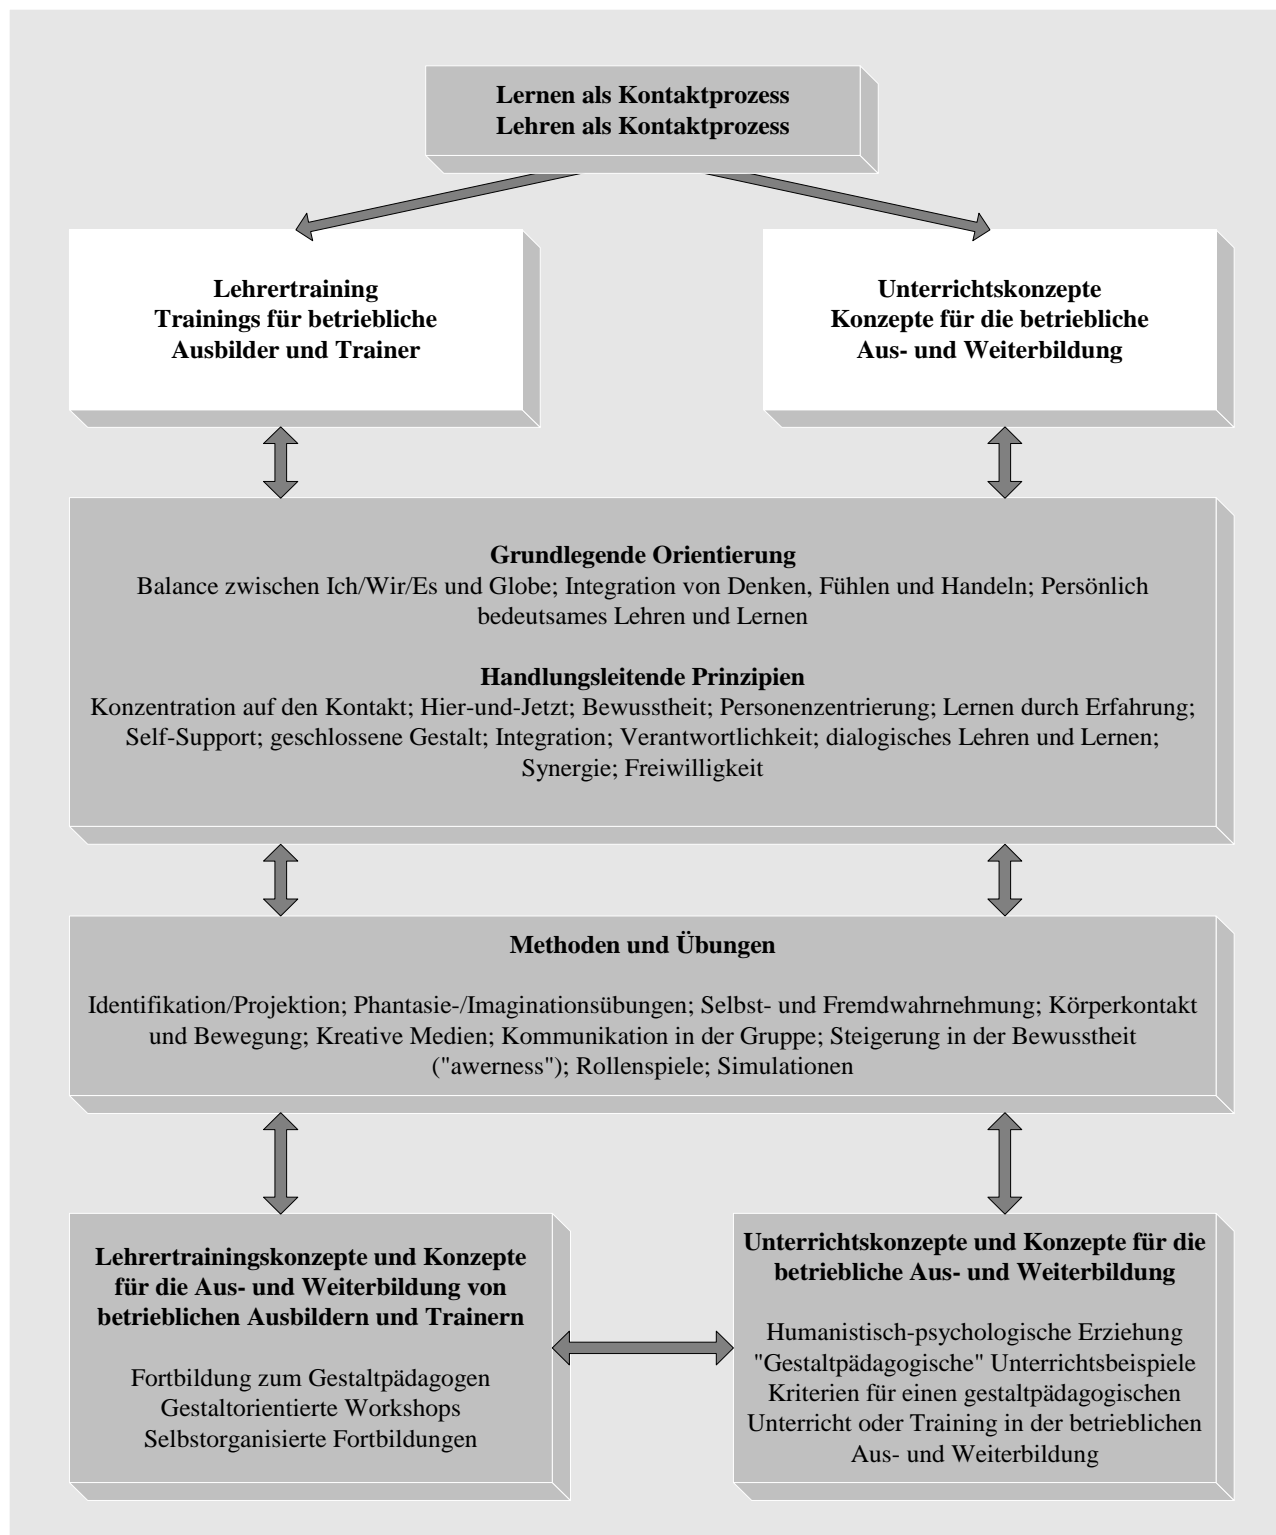 Lernen als Kontaktprozess
Lehren als Kontaktprozess
Lehrertraining
Trainings für betriebliche
Ausbilder und Trainer
Unterrichtskonzepte
Konzepte für die betriebliche
Aus- und Weiterbildung
Grundlegende Orientierung
Balance zwischen Ich/Wir/Es und Globe; Integration von Denken, Fühlen und Handeln; Persönlich
bedeutsames Lehren und Lernen
Handlungsleitende Prinzipien
Konzentration auf den Kontakt; Hier-und-Jetzt; Bewusstheit; Personenzentrierung; Lernen durch Erfahrung;
Self-Support; geschlossene Gestalt; Integration; Verantwortlichkeit; dialogisches Lehren und Lernen;
Synergie; Freiwilligkeit
Methoden und Übungen
Identifikation/Projektion; Phantasie-/Imaginationsübungen; Selbst- und Fremdwahrnehmung; Körperkontakt
und Bewegung; Kreative Medien; Kommunikation in der Gruppe; Steigerung in der Bewusstheit
("awerness"); Rollenspiele; Simulationen
Lehrertrainingskonzepte und Konzepte
für die Aus- und Weiterbildung von
betrieblichen Ausbildern und Trainern
Fortbildung zum Gestaltpädagogen
Gestaltorientierte Workshops
Selbstorganisierte Fortbildungen
Unterrichtskonzepte und Konzepte für die
betriebliche Aus- und Weiterbildung
Humanistisch-psychologische Erziehung
"Gestaltpädagogische" Unterrichtsbeispiele
Kriterien für einen gestaltpädagogischen
Unterricht oder Training in der betrieblichen
Aus- und Weiterbildung